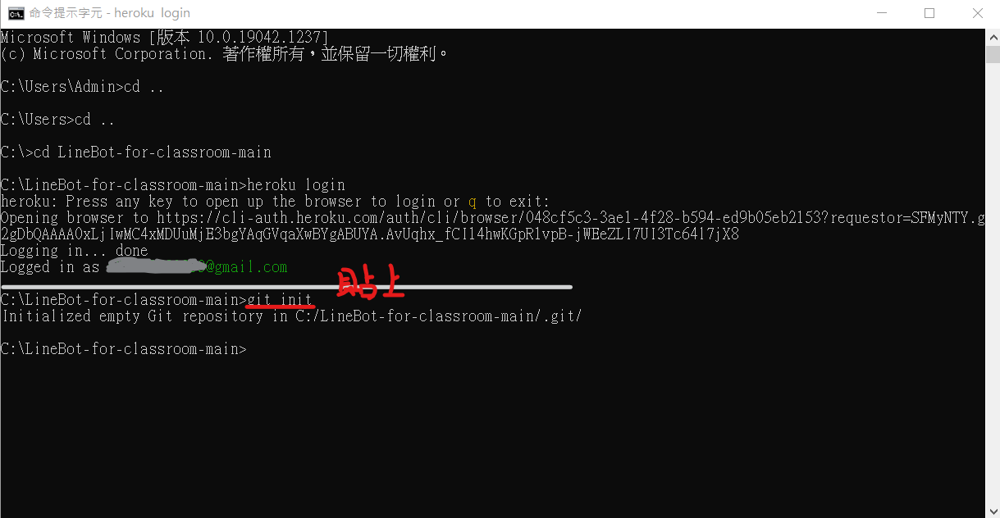 命令提示字元 - heroku login
Microsoft Windows [版本 10.0.19042.1237]
(c) Microsoft Corporation. 著作權所有，並保留一切權利。
C:\Users\Admin>cd ..
C:\Users>cd ..
C:\>cd LineBot-for-classroom-main
C:\LineBot-for-classroom-main>heroku login
heroku: Press any key to open up the browser to login or q to exit:
Opening browser to https://cli-auth.heroku.com/auth/cli/browser/048cf5c3-3ae1-4f28-b594-ed9b05eb2153?requestor=SFMyNTY.g
2gDbQAAAA0xLjIwMC4xMDUuMjE3bgYAqGVqaXwBYgABUYA.AvUqhx_fCIl4hwKGpRlvpB-jWEeZLI7UI3Tc64l7jX8
Logging in... done
Logged in as @gmail.com
貼上
C:\LineBot-for-classroom-main>git init
Initialized empty Git repository in C:/LineBot-for-classroom-main/.git/
C:\LineBot-for-classroom-main>